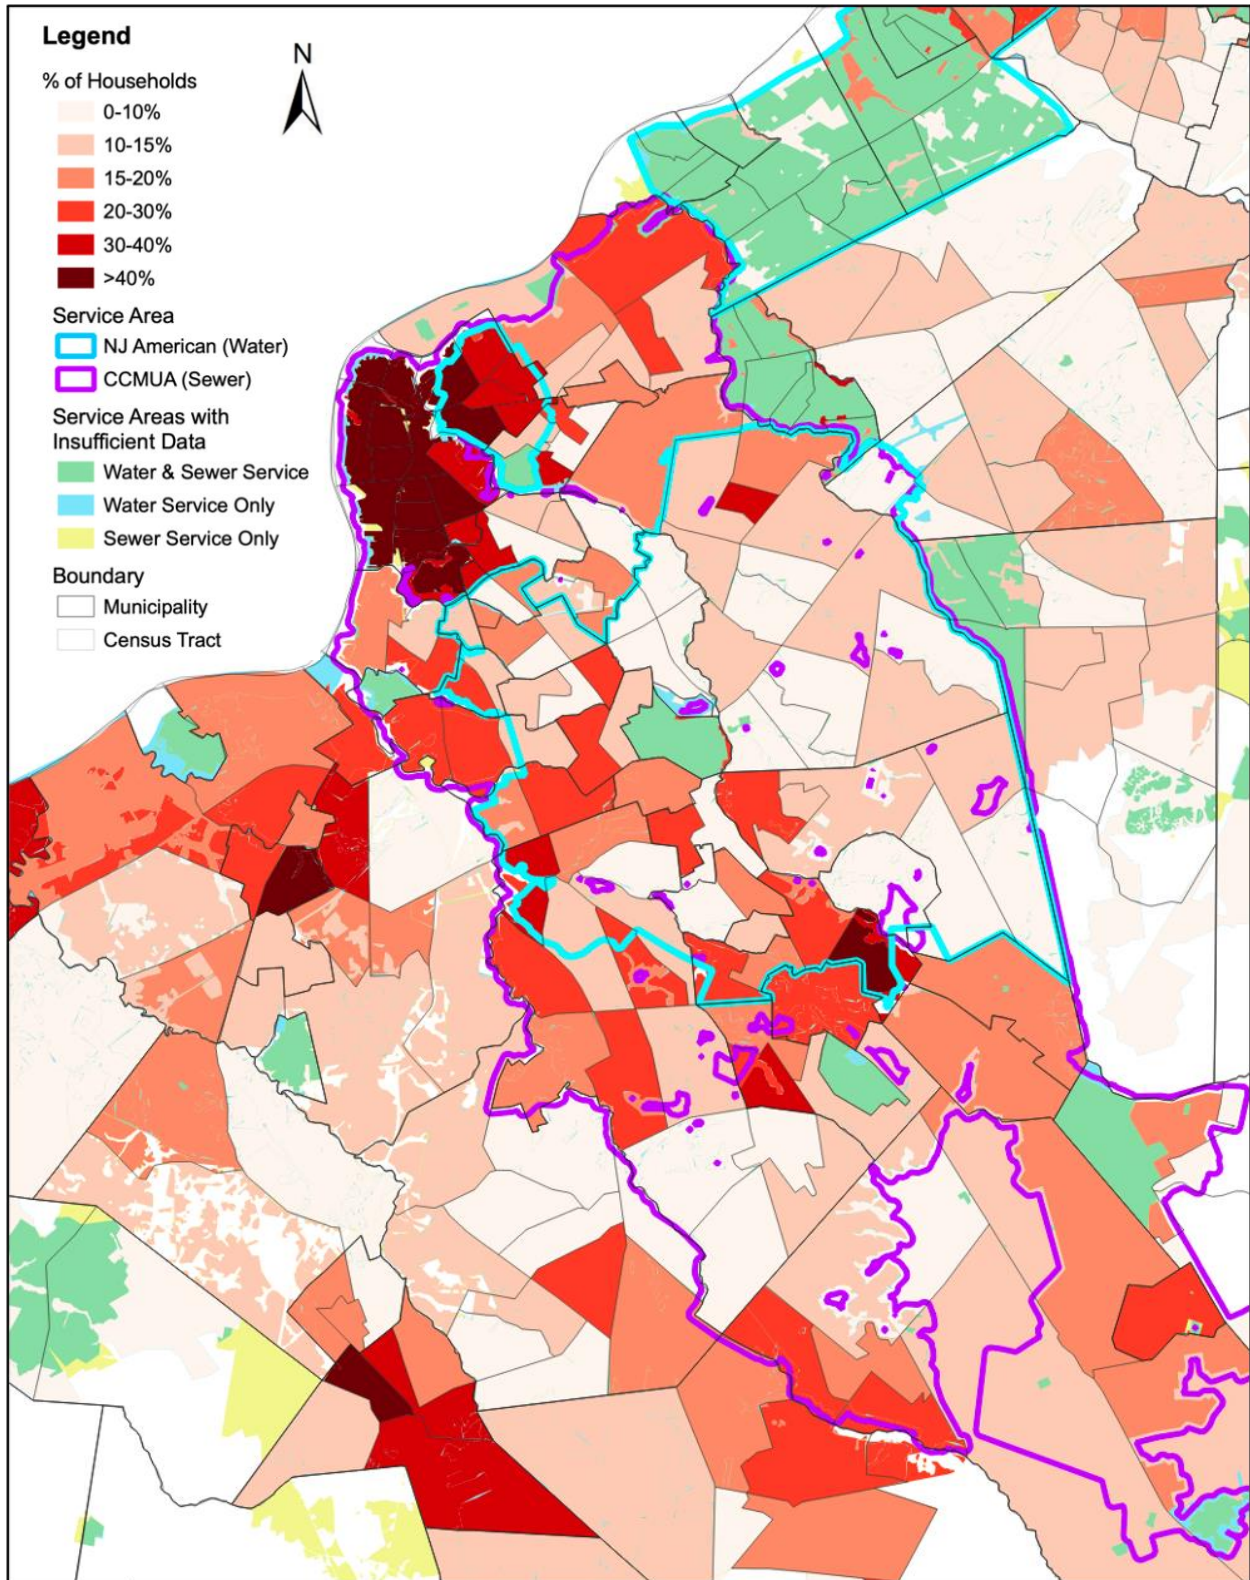 Legend
N
% of Households
0-10%
10-15%
15-20%
20-30%
30-40%
>40%
Service Area
NJ American (Water)
CCMUA (Sewer)
Service Areas with
Insufficient Data
Water & Sewer Service
Water Service Only
Sewer Service Only
Boundary
Municipality
Census Tract